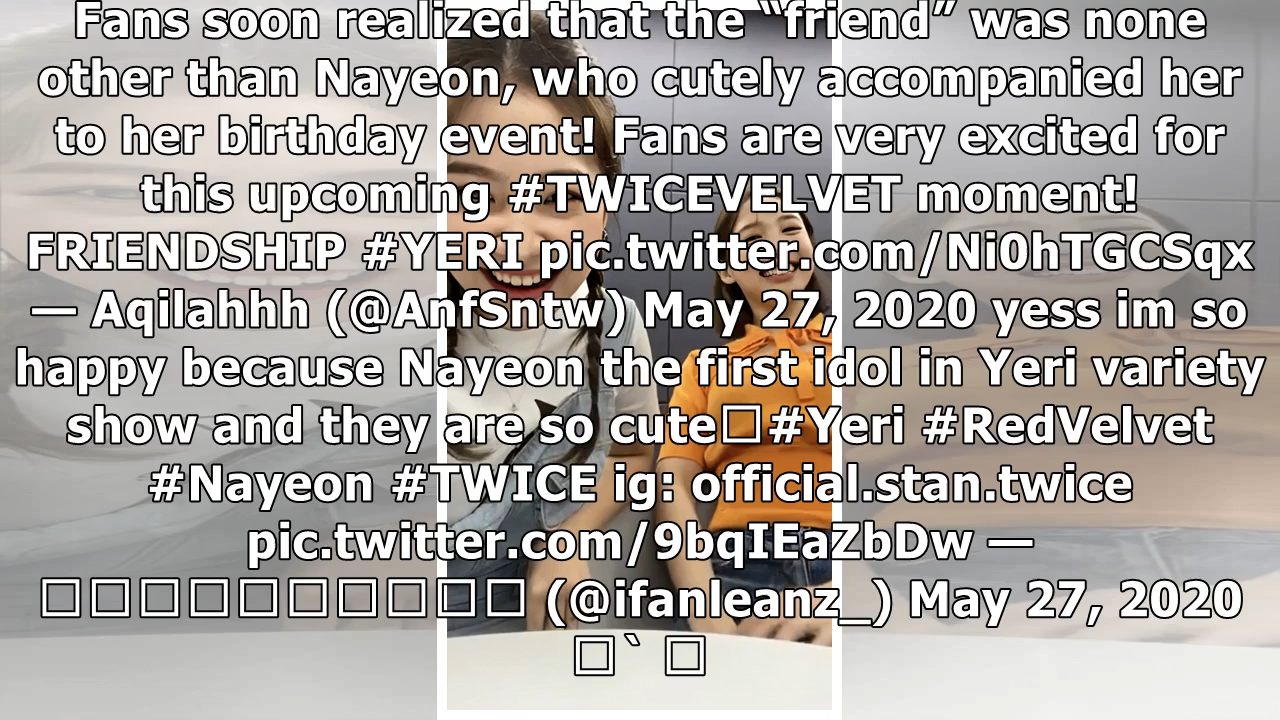 Fans soon realized that the “friend” was none
other than Nayeon, who cutely accompanied her
to her birthday event! Fans are very excited for
this upcoming #TWICEVELVET moment!
FRIENDSHIP #YERI pic.twitter.com/Ni0hTGCSqx
— Aqilahhh (@AnfSntw) May 27, 2020 yess im so
happy because Nayeon the first idol in Yeri variety
show and they are so cute□#Yeri #RedVelvet
#Nayeon #TWICE ig: official.stan.twice
pic.twitter.com/9bqIEaZbDw —
□□□□□□□□□□ (@ifanleanz_) May 27, 2020
□` □